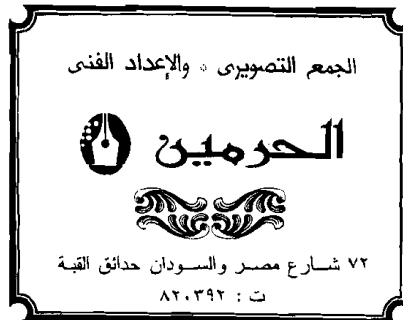 الجمع التصويرى * والإعداد الفنى
الحرمين
٧٢ شارع مصر والسودان حدائق القبة
ت : ٨٢٠٣٩٢